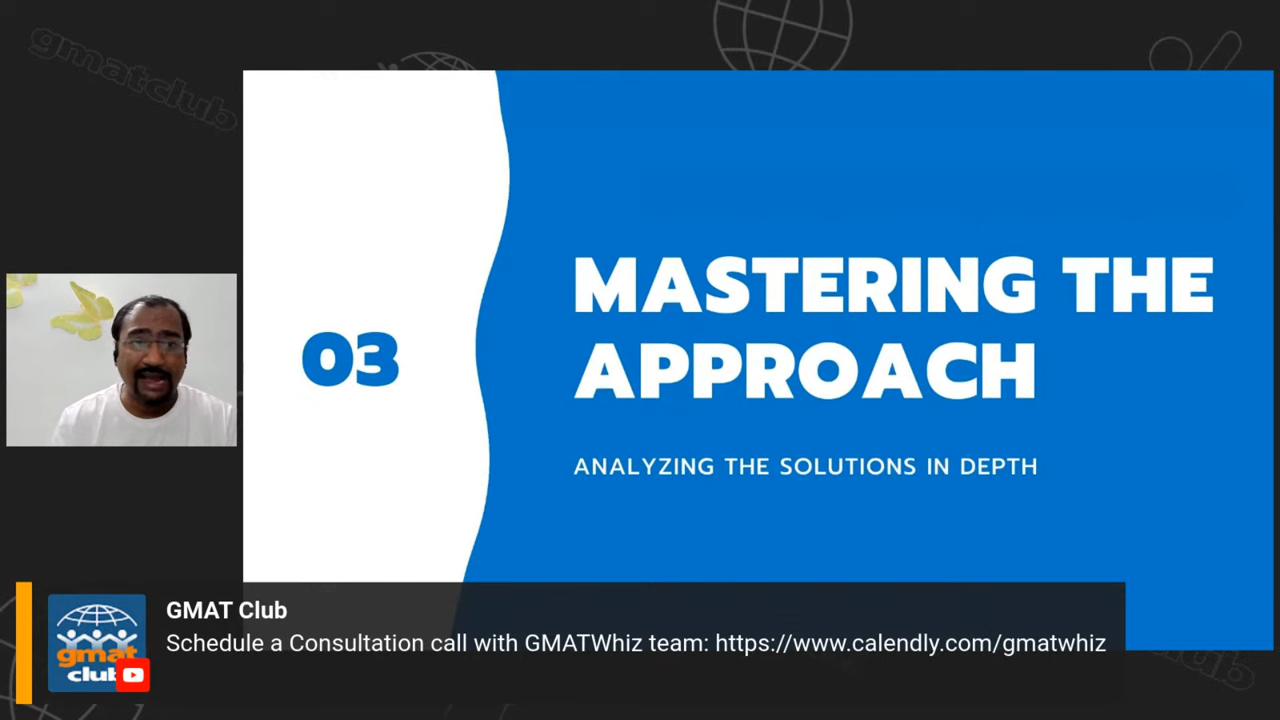 gmatclub
03
MASTERING THE
APPROACH
ANALYZING THE SOLUTIONS IN DEPTH
GMAT Club
Schedule a Consultation call with GMATWhiz team: https://www.calendly.com/gmatwhiz
gmat
club